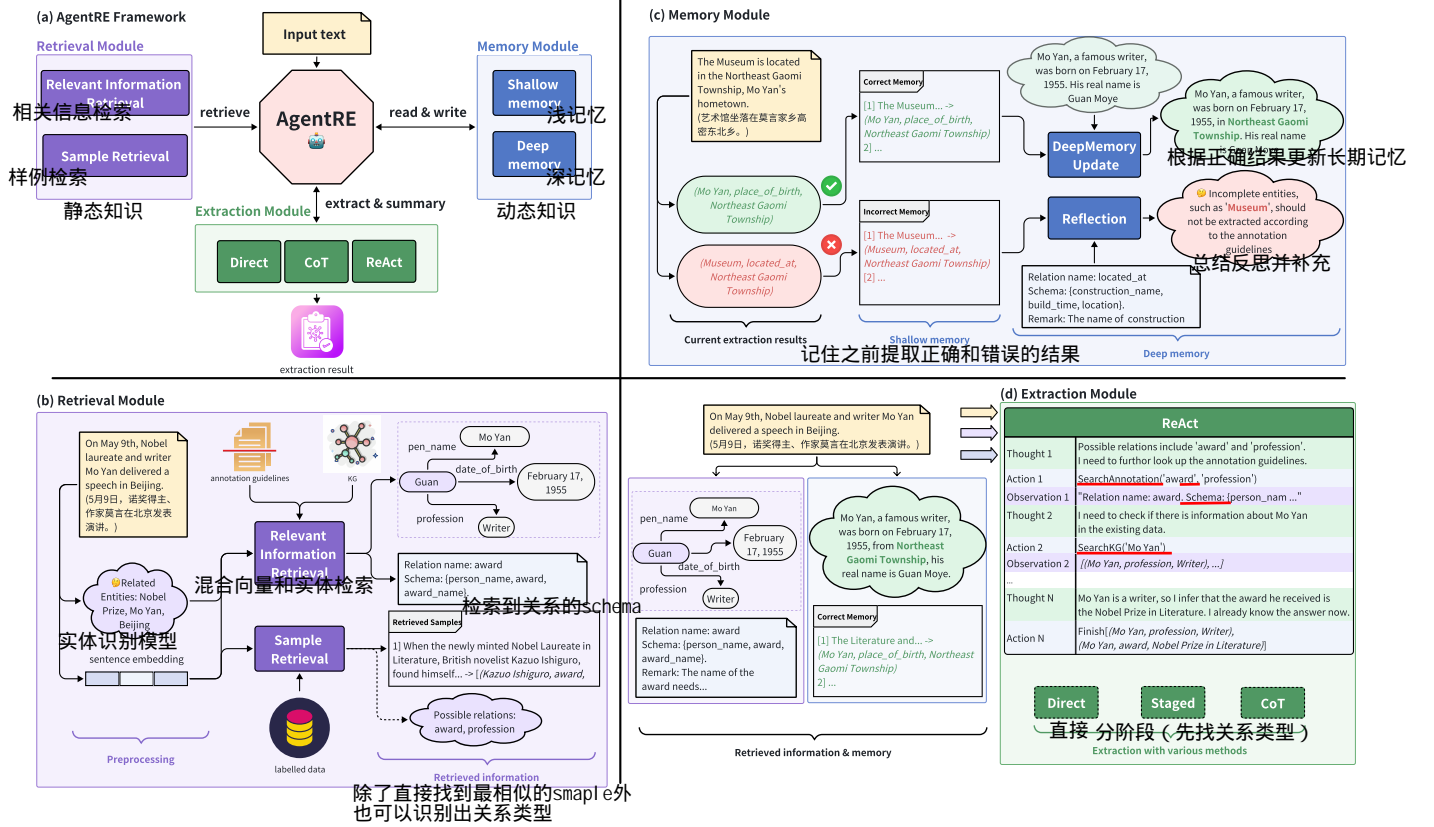 (a) AgentRE Framework
Input text
Retrieval Module
Relevant Information
Retrieval
相关信息检索
Sample Retrieval
样例检索
静态知识
retrieve
AgentRE
read & write
Memory Module
Shallow
memory
浅记忆
Deep
memory
深记忆
动态知识
extract & summary
Extraction Module
Direct
CoT
ReAct
extraction result
(c) Memory Module
The Museum is located
in the Northeast Gaomi
Township, Mo Yan's
hometown.
(艺术馆坐落在莫言家乡高
密东北乡。)
(Mo Yan, place_of_birth,
Northeast Gaomi
Township)
(Museum, located_at,
Northeast Gaomi
Township)
Current extraction results
Correct Memory
[1] The Museum... ->
(Mo Yan, place_of_birth,
Northeast Gaomi Township)
2] ...
Incorrect Memory
[1] The Museum... ->
(Museum, located_at,
Northeast Gaomi Township)
[2] ...
Shallow memory
记住之前提取正确和错误的结果
Mo Yan, a famous writer,
was born on February 17,
1955. His real name is
Guan Moye
DeepMemory
Update
Mo Yan, a famous writer,
was born on February 17,
1955, in Northeast Gaomi
Township. His real name
根据正确结果更新长期记忆
Reflection
Incomplete entities,
such as 'Museum', should
not be extracted according
to the annotation
guidelines
总结反思并补充
Relation name: located_at
Schema: {construction_name,
build_time, location}.
Remark: The name of construction
Deep memory
(b) Retrieval Module
On May 9th, Nobel
laureate and writer
Mo Yan delivered a
speech in Beijing.
(5月9日，诺奖得主、
作家莫言在北京发表
演讲。)
Related
Entities: Nobel
Prize, Mo Yan,
Beijing
实体识别模型
sentence embedding
Preprocessing
annotation guidelines
KG
Relevant
Information
Retrieval
混合向量和实体检索
Sample
Retrieval
labelled data
pen_name
Mo Yan
Guan
date_of_birth
February 17,
1955
profession
Writer
Relation name: award
Schema: {person_name, award,
award_name}.
检索到关系的schema
Retrieved Samples
1] When the newly minted Nobel Laureate in
Literature, British novelist Kazuo Ishiguro,
found himself... -> [(Kazuo Ishiguro, award,
Possible relations:
award, profession
Retrieved information
除了直接找到最相似的smaple外
也可以识别出关系类型
On May 9th, Nobel laureate and writer Mo Yan
delivered a speech in Beijing.
(5月9日，诺奖得主、作家莫言在北京发表演讲。)
pen_name
Mo Yan
Guan
February
17, 1955
date_of_birth
profession
Writer
Relation name: award
Schema: {person_name, award,
award_name}.
Remark: The name of the
award needs...
Mo Yan, a famous writer,
was born on February 17,
1955, from Northeast
Gaomi Township, his
real name is Guan Moye.
Correct Memory
[1] The Literature and... ->
(Mo Yan, place_of_birth, Northeast
Gaomi Township)
2] ...
Retrieved information & memory
(d) Extraction Module
ReAct
Thought 1
Possible relations include 'award' and 'profession'.
I need to furthor look up the annotation guidelines.
Action 1
SearchAnnotation('award', 'profession')
Observation 1
"Relation name: award. Schema: {person_nam ..."
Thought 2
I need to check if there is information about Mo Yan
in the existing data.
Action 2
SearchKG('Mo Yan')
Observation 2
[(Mo Yan, profession, Writer), ...]
...
Thought N
Mo Yan is a writer, so I infer that the award he received is
the Nobel Prize in Literature. I already know the answer now.
Action N
Finish[(Mo Yan, profession, Writer),
(Mo Yan, award, Nobel Prize in Literature)]
Direct
Staged
CoT
直接
分阶段（先找关系类型）
Extraction with various methods